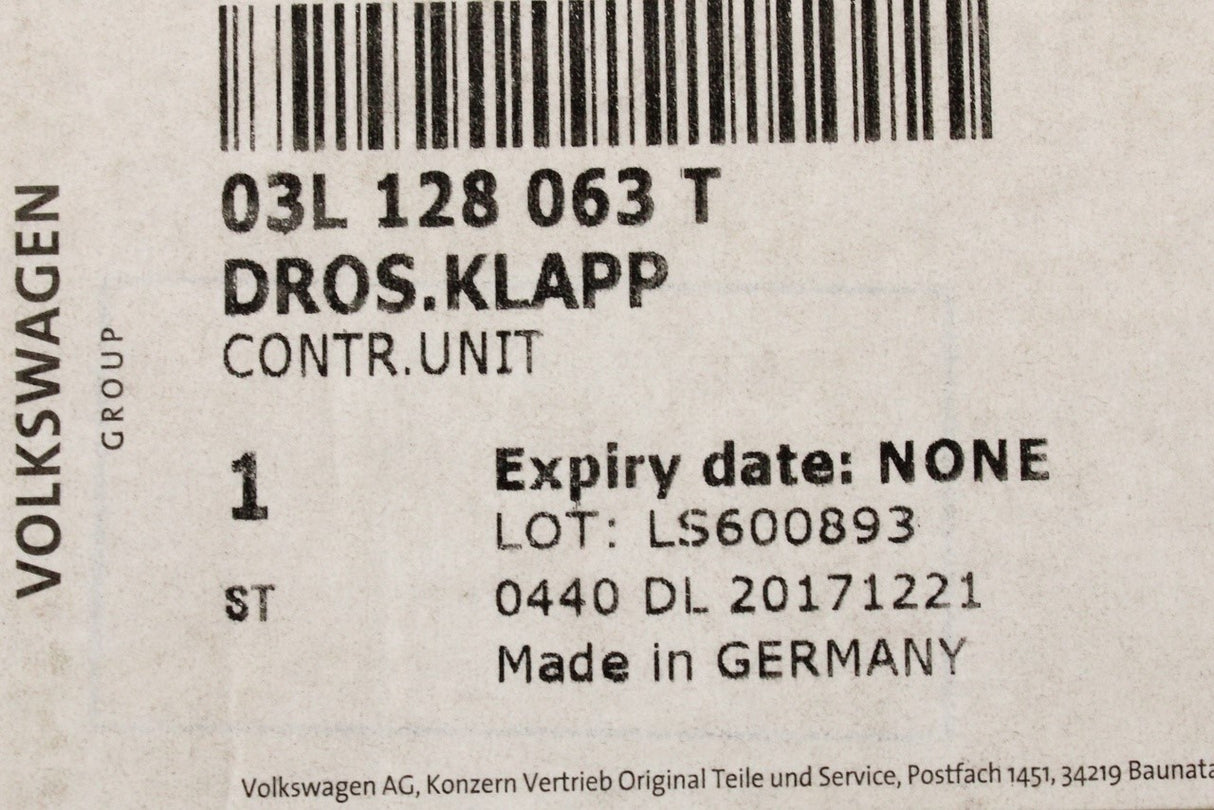 VOLKSWAGEN
GROUP
03L 128 063 T
DROS.KLAPP
CONTR.UNIT
1
Expiry date: NONE
LOT: LS600893
ST
0440 DL 20171221
Made in GERMANY
Volkswagen AG, Konzern Vertrieb Original Teile und Service, Postfach 1451, 34219